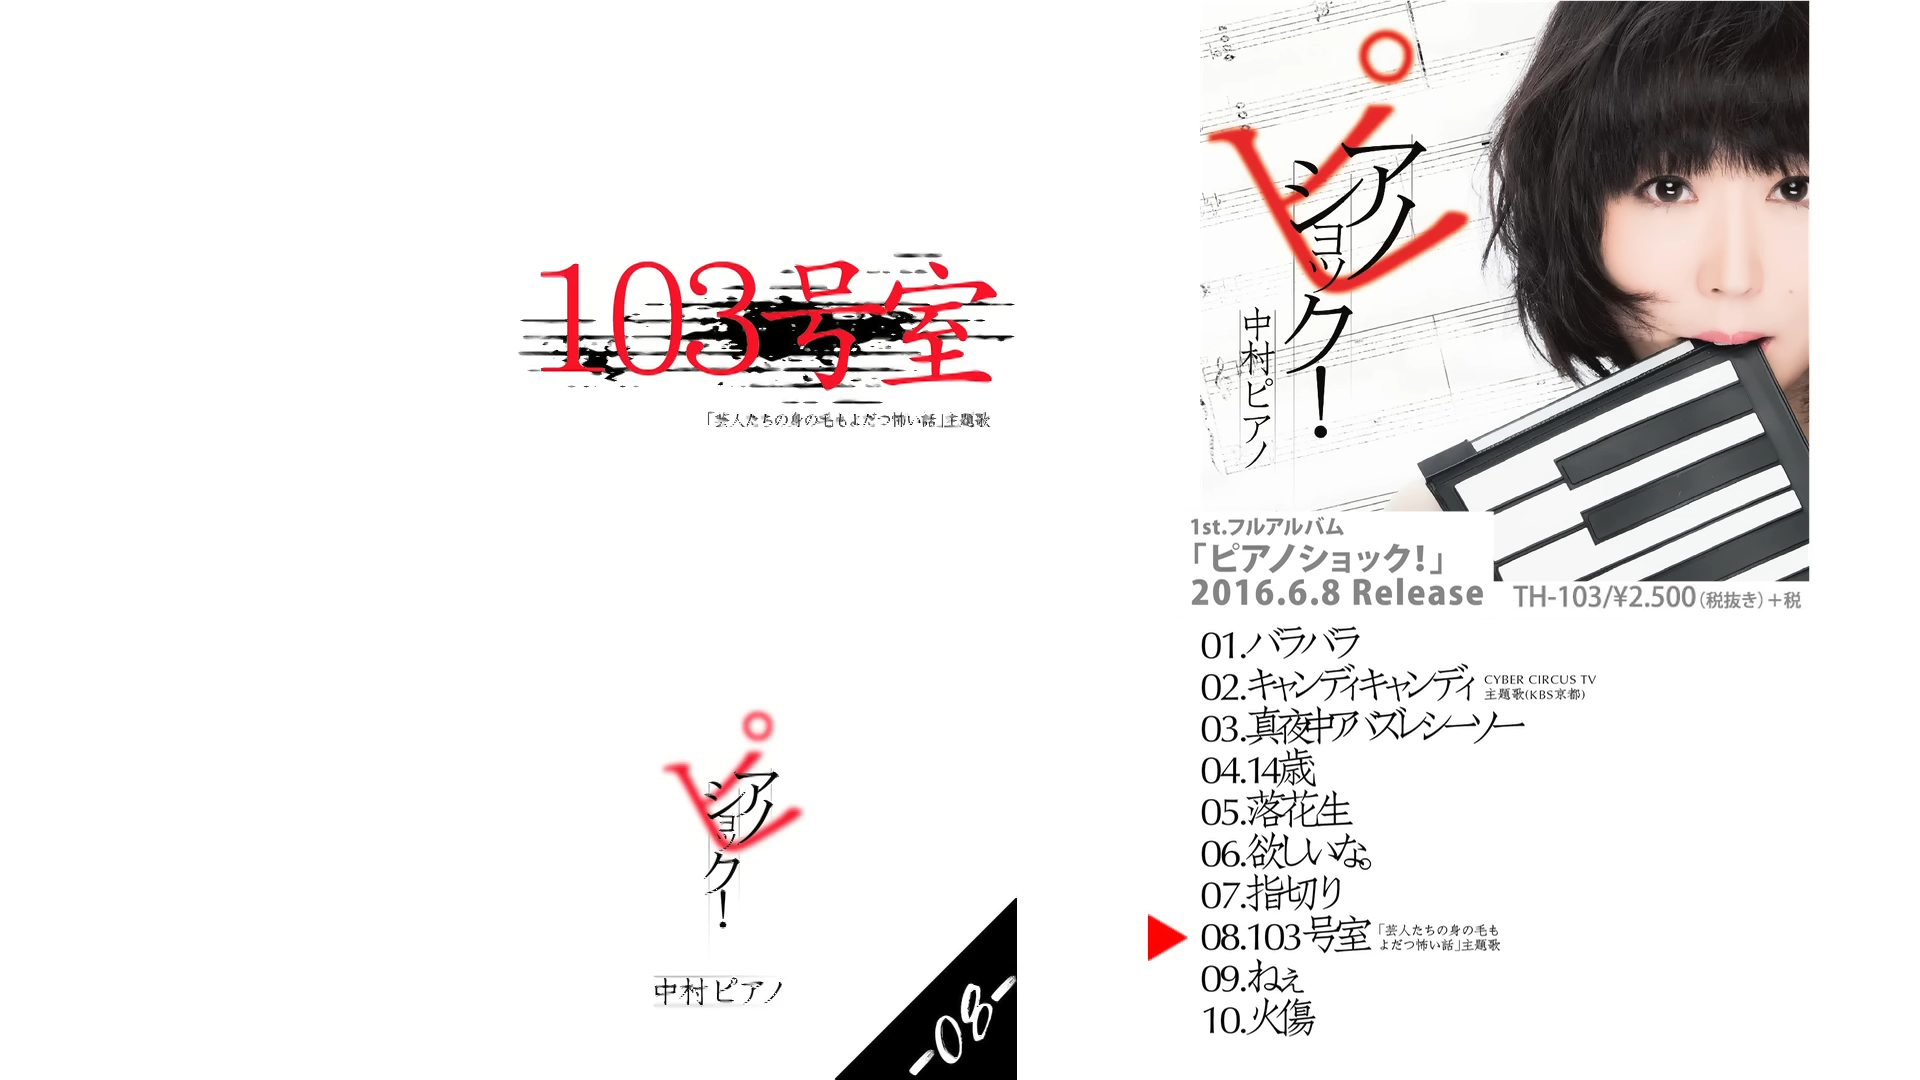 103号室
「芸人たちの身の毛もよだつ怖い話」主題歌
ピアノ
ショック!
中村ピアノ
-08-
ピアノ
ショック!
中村ピアノ
1st.フルアルバム
「ピアノショック!」
2016.6.8 Release TH-103/¥2.500(税抜き)+税
01.バラバラ
02.キャンディキャンディ CYBER CIRCUS TV
主題歌(KBS京都)
03.真夜中アバズレシーソー
04.14歳
05.落花生
06.欲しいな。
07.指切り
08.103号室 「芸人たちの身の毛も
よだつ怖い話」主題歌
09.ねぇ
10.火傷